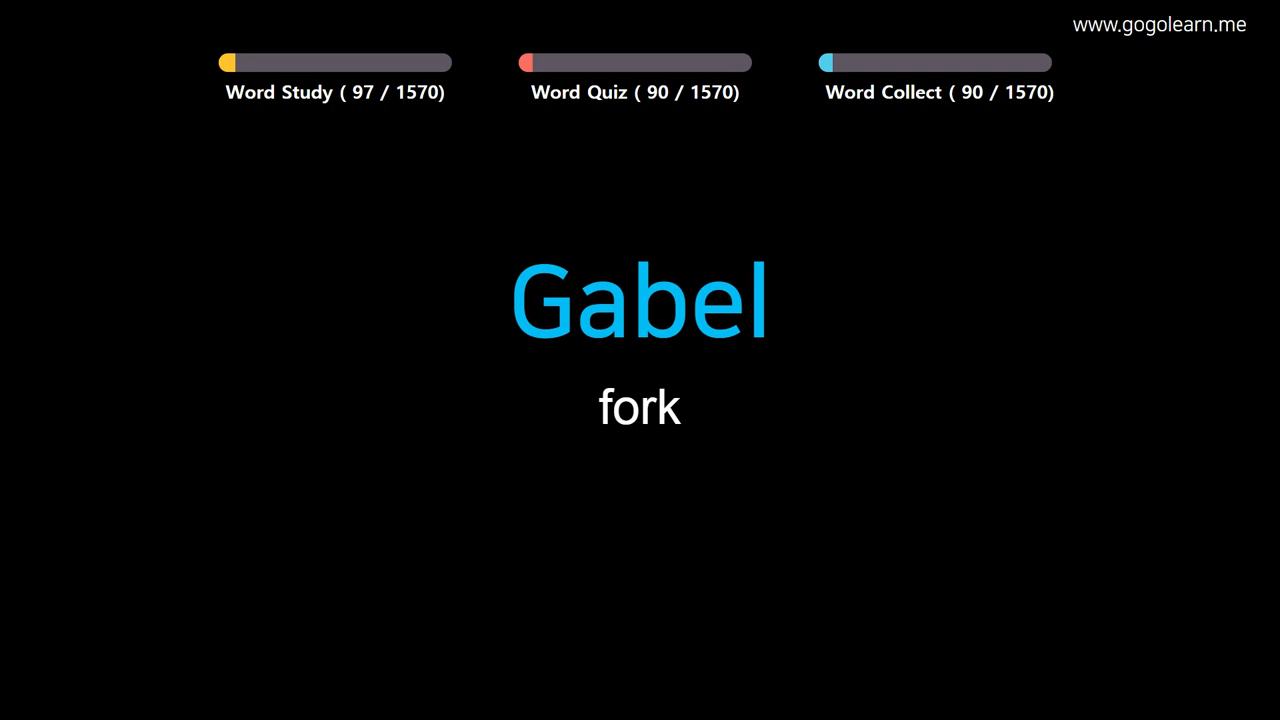 www.gogolearn.me
Word Study ( 97 / 1570)
Word Quiz ( 90 / 1570)
Word Collect ( 90 / 1570)
Gabel
fork